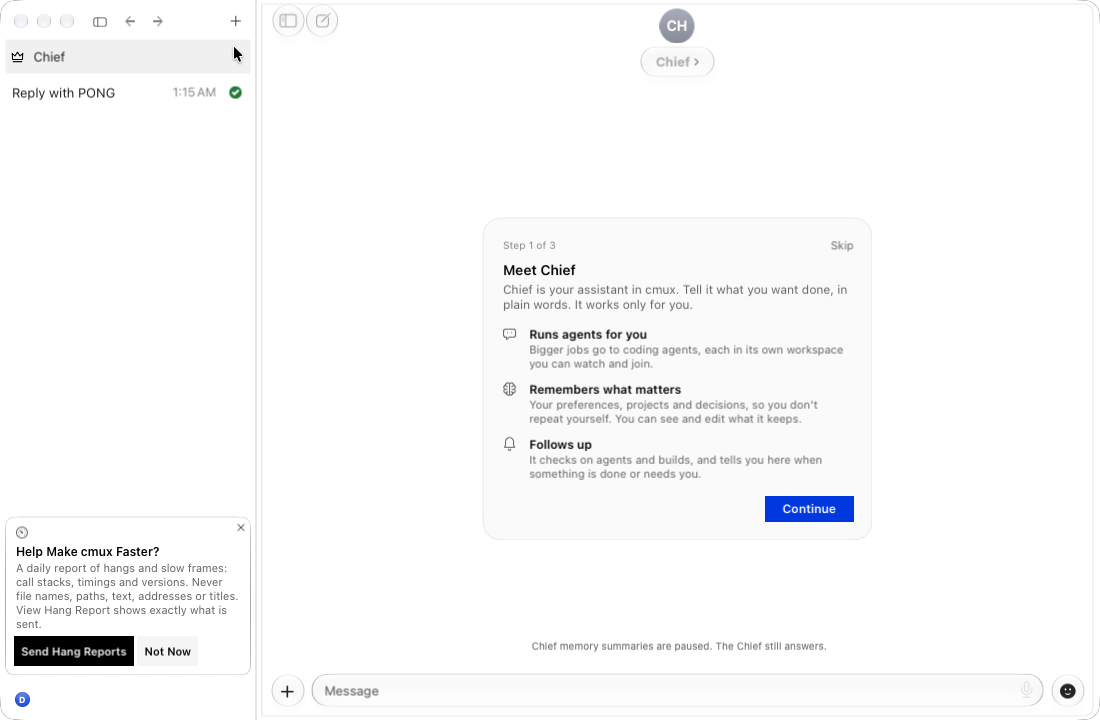 Chief
Reply with PONG 1:15 AM
Help Make cmux Faster?
A daily report of hangs and slow frames:
call stacks, timings and versions. Never
file names, paths, text, addresses or titles.
View Hang Report shows exactly what is
sent.
Send Hang Reports Not Now
D
CH
Chief
Step 1 of 3 Skip
Meet Chief
Chief is your assistant in cmux. Tell it what you want done, in
plain words. It works only for you.
Runs agents for you
Bigger jobs go to coding agents, each in its own workspace
you can watch and join.
Remembers what matters
Your preferences, projects and decisions, so you don't
repeat yourself. You can see and edit what it keeps.
Follows up
It checks on agents and builds, and tells you here when
something is done or needs you.
Continue
Chief memory summaries are paused. The Chief still answers.
Message